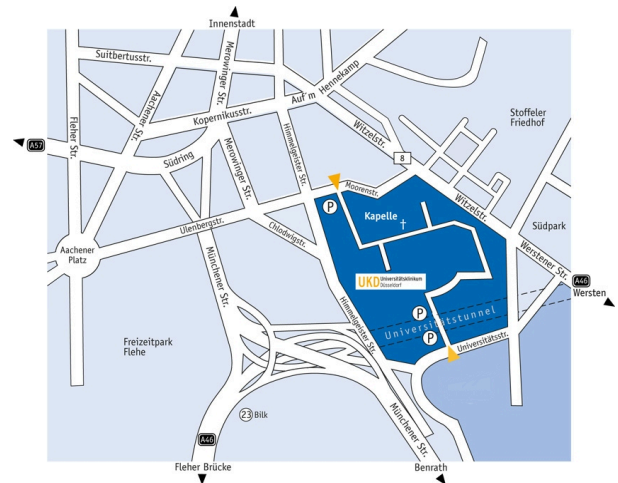 Innenstadt
Suitbertusstr.
Merowinger Str.
Auf'm Hennekamp
Aachener Str.
Kopernikusstr.
Fleher Str.
Witzelstr.
Stoffeler
Friedhof
A57
Südring
Merowinger Str.
Himmelgeister Str.
8
Moorenstr.
P
Kapelle
Witzelstr.
Ulenbergstr.
Chlodwigstr.
Südpark
Aachener
Platz
Münchener Str.
Werstener Str.
A46
Wersten
UKD Universitätsklinikum
Düsseldorf
Himmelgeister Str.
P
Universitätstunnel
P
Universitätsstr.
Freizeitpark
Flehe
23 Bilk
Münchener Str.
A46
Fleher Brücke
Benrath